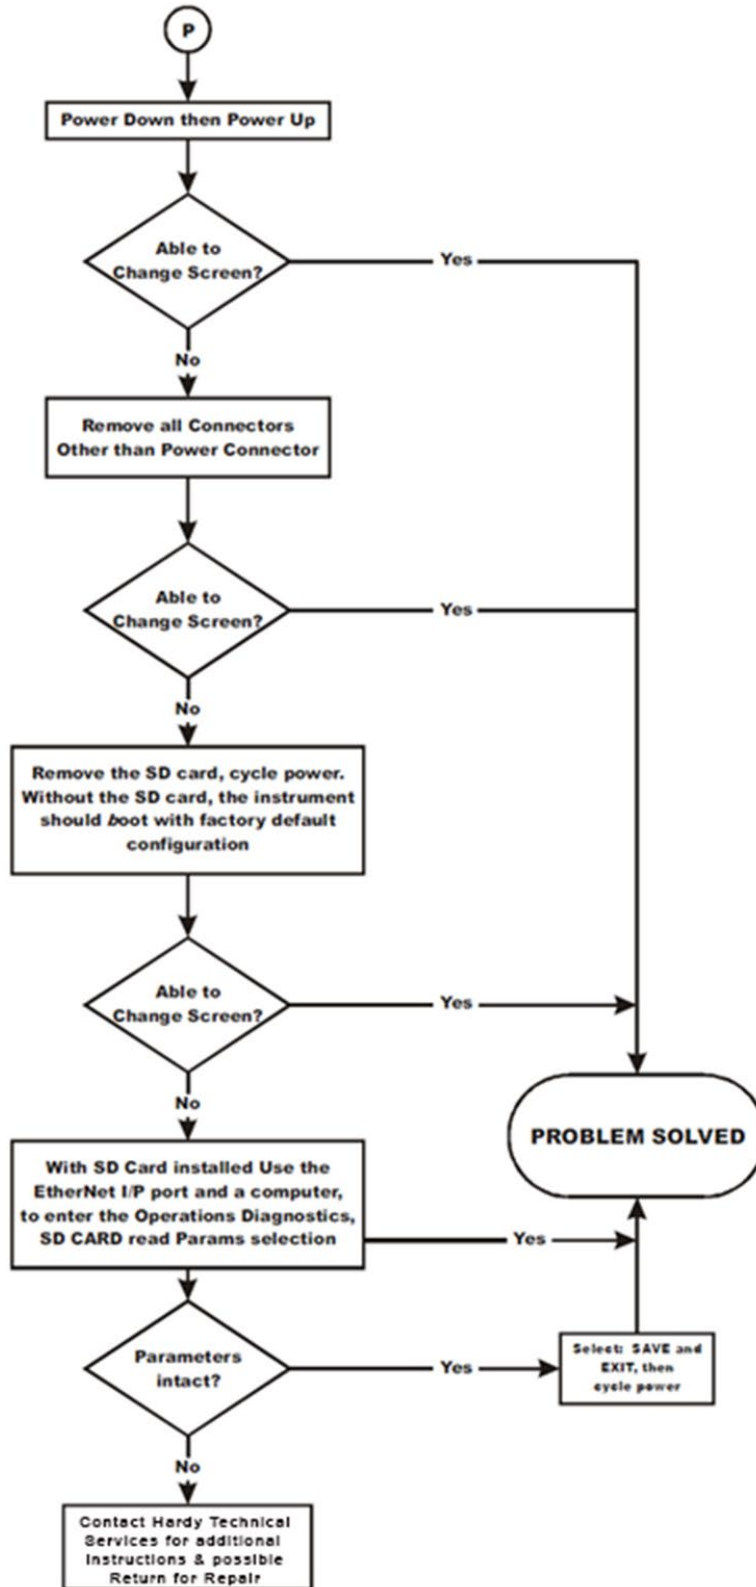 P
Power Down then Power Up
Able to
Change Screen?
Yes
No
Remove all Connectors
Other than Power Connector
Able to
Change Screen?
Yes
No
Remove the SD card, cycle power.
Without the SD card, the instrument
should boot with factory default
configuration
Able to
Change Screen?
Yes
No
PROBLEM SOLVED
With SD Card installed Use the
EtherNet I/P port and a computer,
to enter the Operations Diagnostics,
SD CARD read Params selection
Yes
Parameters
intact?
Yes
Select: SAVE and
EXIT, then
cycle power
No
Contact Hardy Technical
Services for additional
Instructions & possible
Return for Repair